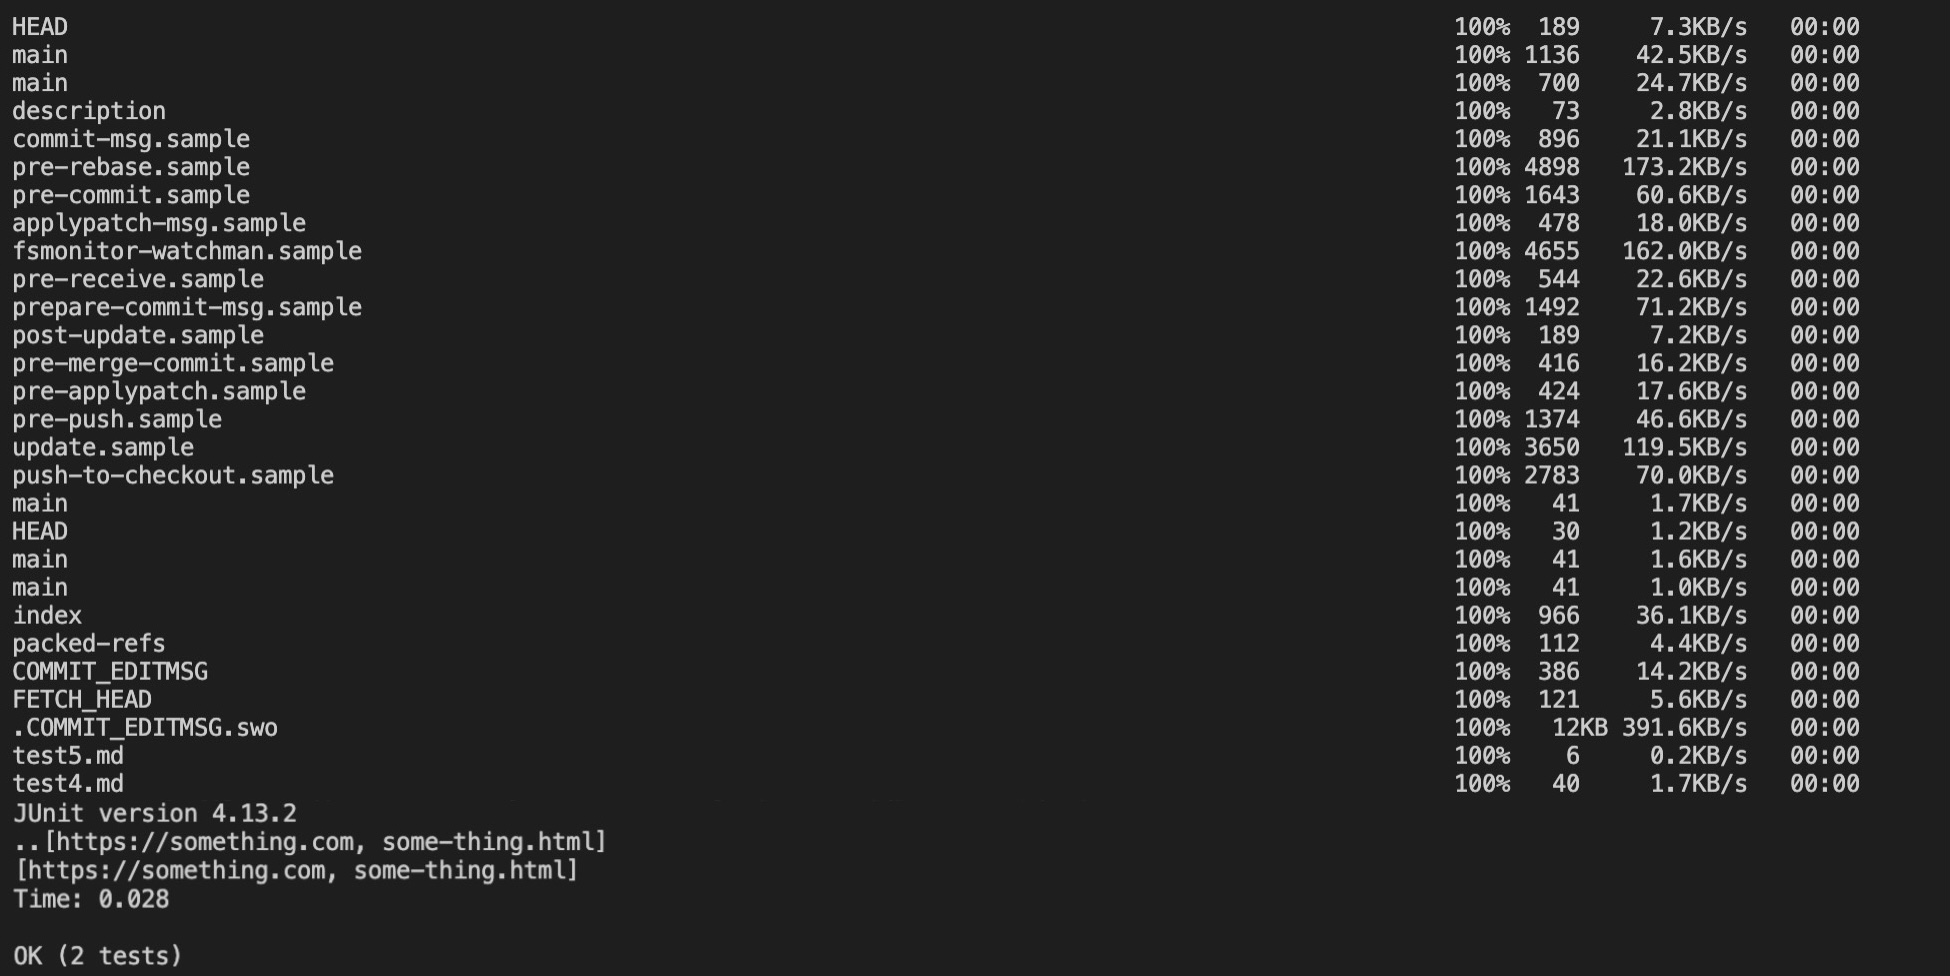 HEAD 100% 189 7.3KB/s 00:00
main 100% 1136 42.5KB/s 00:00
main 100% 700 24.7KB/s 00:00
description 100% 73 2.8KB/s 00:00
commit-msg.sample 100% 896 21.1KB/s 00:00
pre-rebase.sample 100% 4898 173.2KB/s 00:00
pre-commit.sample 100% 1643 60.6KB/s 00:00
applypatch-msg.sample 100% 478 18.0KB/s 00:00
fsmonitor-watchman.sample 100% 4655 162.0KB/s 00:00
pre-receive.sample 100% 544 22.6KB/s 00:00
prepare-commit-msg.sample 100% 1492 71.2KB/s 00:00
post-update.sample 100% 189 7.2KB/s 00:00
pre-merge-commit.sample 100% 416 16.2KB/s 00:00
pre-applypatch.sample 100% 424 17.6KB/s 00:00
pre-push.sample 100% 1374 46.6KB/s 00:00
update.sample 100% 3650 119.5KB/s 00:00
push-to-checkout.sample 100% 2783 70.0KB/s 00:00
main 100% 41 1.7KB/s 00:00
HEAD 100% 30 1.2KB/s 00:00
main 100% 41 1.6KB/s 00:00
main 100% 41 1.0KB/s 00:00
index 100% 966 36.1KB/s 00:00
packed-refs 100% 112 4.4KB/s 00:00
COMMIT_EDITMSG 100% 386 14.2KB/s 00:00
FETCH_HEAD 100% 121 5.6KB/s 00:00
.COMMIT_EDITMSG.swo 100% 12KB 391.6KB/s 00:00
test5.md 100% 6 0.2KB/s 00:00
test4.md 100% 40 1.7KB/s 00:00
JUnit version 4.13.2
..[https://something.com, some-thing.html]
[https://something.com, some-thing.html]
Time: 0.028
OK (2 tests)